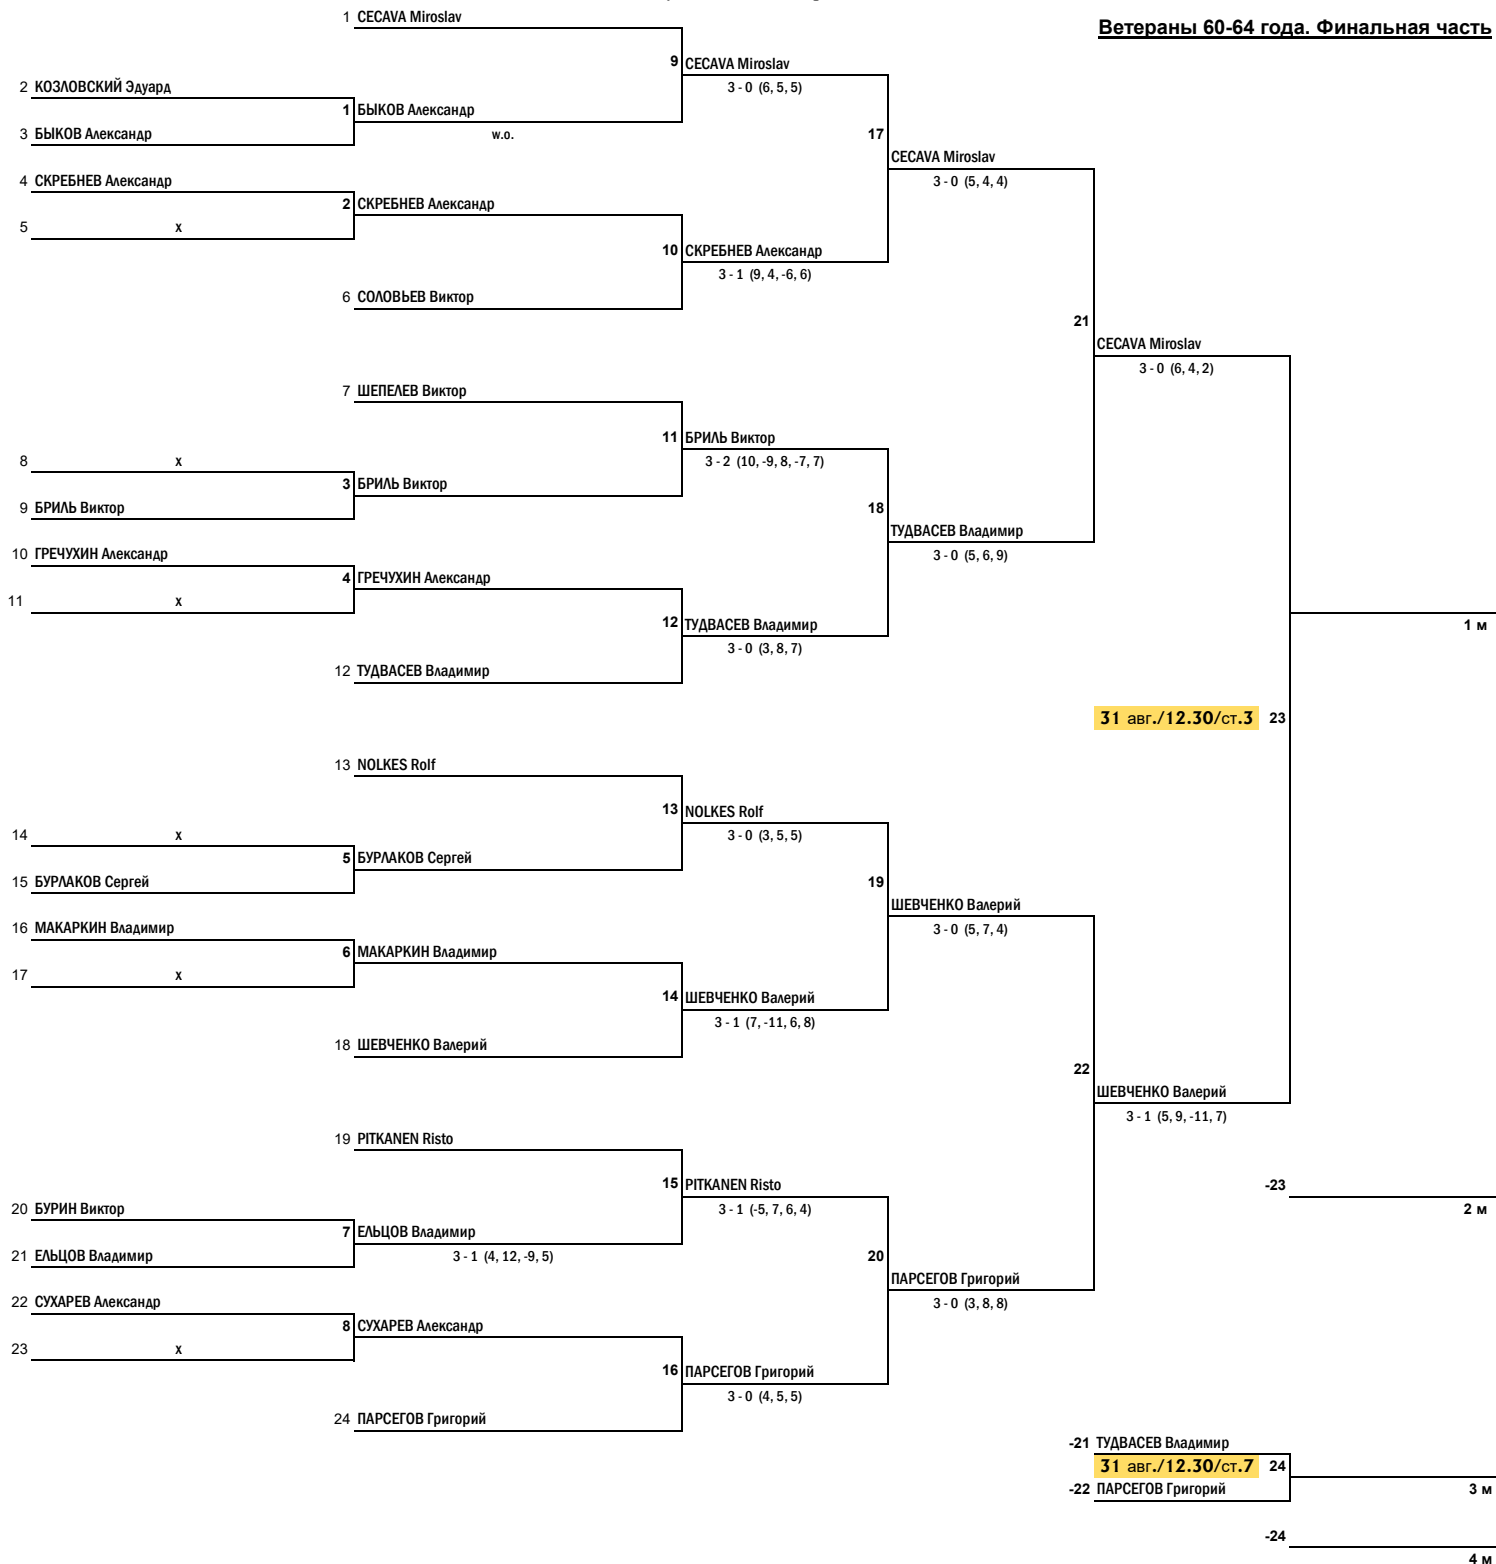 1 CECAVA Miroslav
Ветераны 60-64 года. Финальная часть
9 CECAVA Miroslav
3 - 0 (6, 5, 5)
2 КОЗЛОВСКИЙ Эдуард
1 БЫКОВ Александр
w.o.
3 БЫКОВ Александр
17
CECAVA Miroslav
3 - 0 (5, 4, 4)
4 СКРЕБНЕВ Александр
2 СКРЕБНЕВ Александр
5 x
10 СКРЕБНЕВ Александр
3 - 1 (9, 4, -6, 6)
6 СОЛОВЬЕВ Виктор
21
CECAVA Miroslav
3 - 0 (6, 4, 2)
7 ШЕПЕЛЕВ Виктор
11 БРИЛЬ Виктор
3 - 2 (10, -9, 8, -7, 7)
8 x
3 БРИЛЬ Виктор
9 БРИЛЬ Виктор
18
ТУДВАСЕВ Владимир
3 - 0 (5, 6, 9)
10 ГРЕЧУХИН Александр
4 ГРЕЧУХИН Александр
11 x
12 ТУДВАСЕВ Владимир
3 - 0 (3, 8, 7)
1 м
12 ТУДВАСЕВ Владимир
31 авг./12.30/ст.3 23
13 NOLKES Rolf
13 NOLKES Rolf
3 - 0 (3, 5, 5)
14 x
5 БУРЛАКОВ Сергей
15 БУРЛАКОВ Сергей
19
ШЕВЧЕНКО Валерий
3 - 0 (5, 7, 4)
16 МАКАРКИН Владимир
6 МАКАРКИН Владимир
17 x
14 ШЕВЧЕНКО Валерий
3 - 1 (7, -11, 6, 8)
18 ШЕВЧЕНКО Валерий
22
ШЕВЧЕНКО Валерий
3 - 1 (5, 9, -11, 7)
19 PITKANEN Risto
15 PITKANEN Risto
3 - 1 (-5, 7, 6, 4)
-23
2 м
20 БУРИН Виктор
7 ЕЛЬЦОВ Владимир
3 - 1 (4, 12, -9, 5)
21 ЕЛЬЦОВ Владимир
20
ПАРСЕГОВ Григорий
3 - 0 (3, 8, 8)
22 СУХАРЕВ Александр
8 СУХАРЕВ Александр
23 x
16 ПАРСЕГОВ Григорий
3 - 0 (4, 5, 5)
24 ПАРСЕГОВ Григорий
-21 ТУДВАСЕВ Владимир
31 авг./12.30/ст.7 24
-22 ПАРСЕГОВ Григорий
3 м
-24
4 м